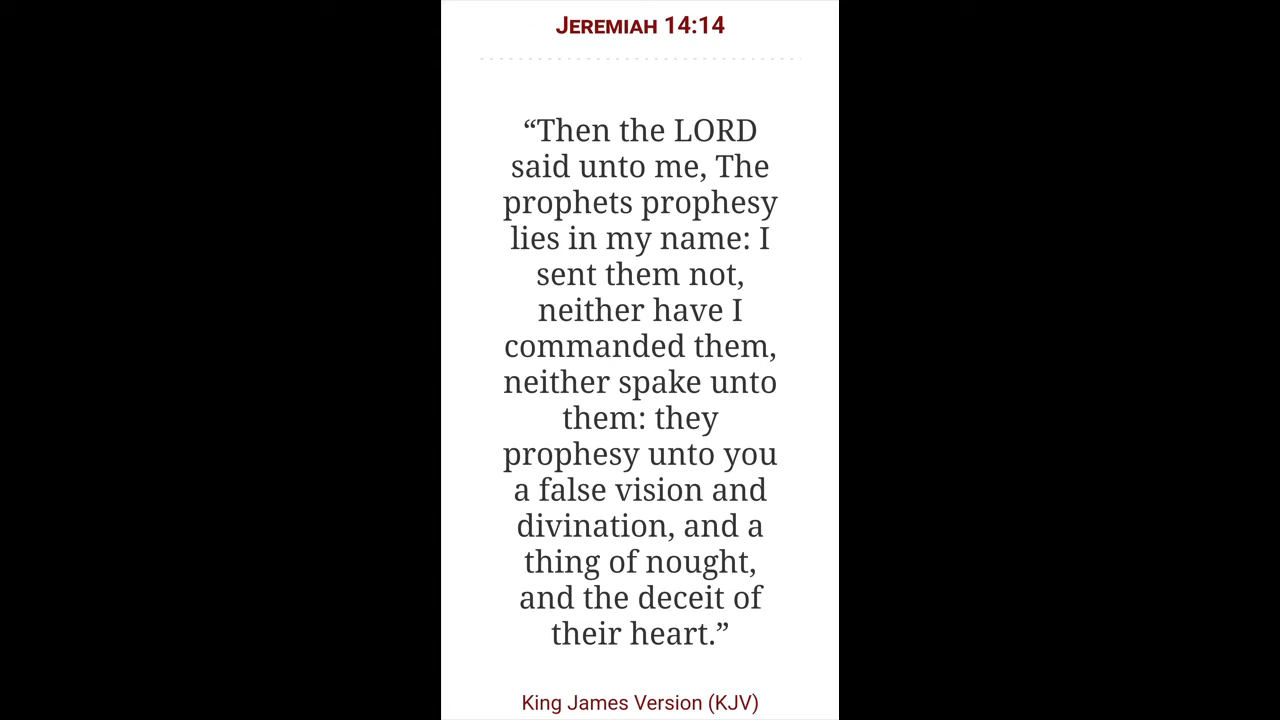 Jeremiah 14:14
“Then the LORD
said unto me, The
prophets prophesy
lies in my name: I
sent them not,
neither have I
commanded them,
neither spake unto
them: they
prophesy unto you
a false vision and
divination, and a
thing of nought,
and the deceit of
their heart.”
King James Version (KJV)